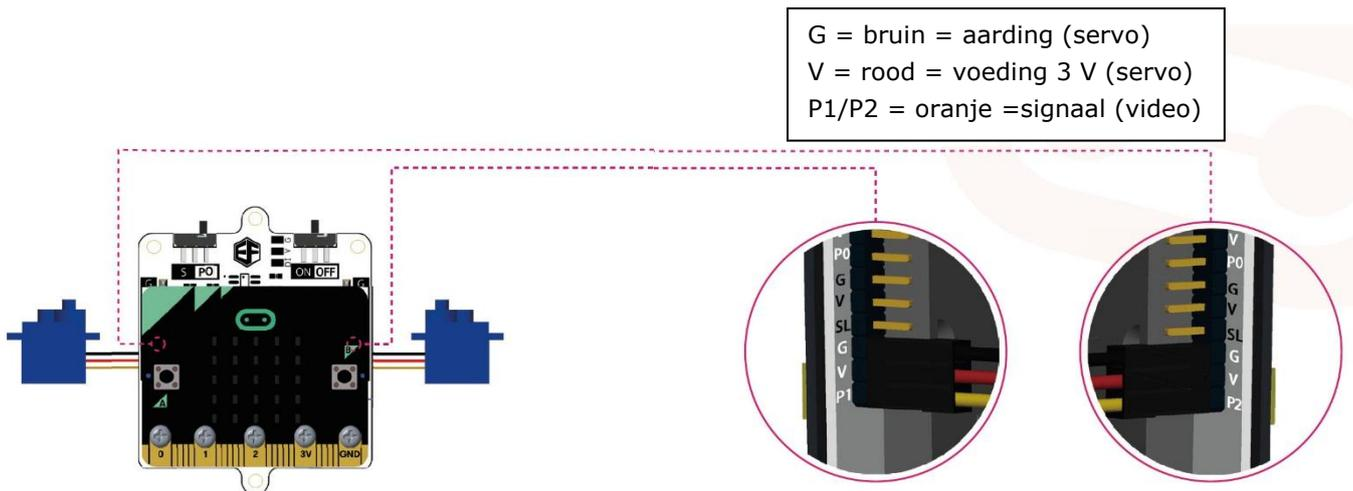 G = bruin = aarding (servo)
V = rood = voeding 3 V (servo)
P1/P2 = oranje =signaal (video)
G
V
DI
S PO
ON OFF
G
G
B
A
0 1 2 3V GND
P0
G
V
SL
G
V
P1
V
P0
G
V
SL
G
V
P2